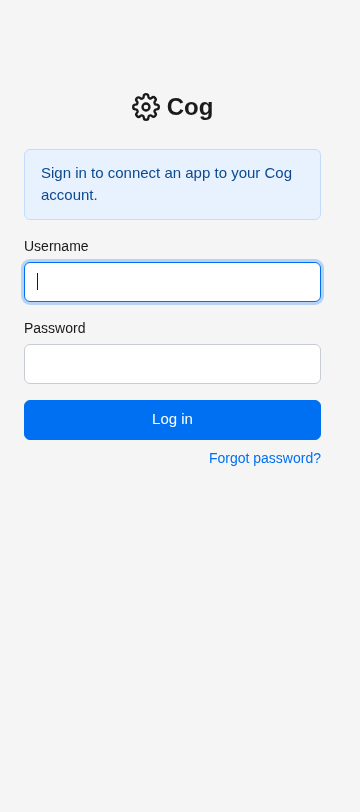 Cog
Sign in to connect an app to your Cog
account.
Username
Password
Log in
Forgot password?